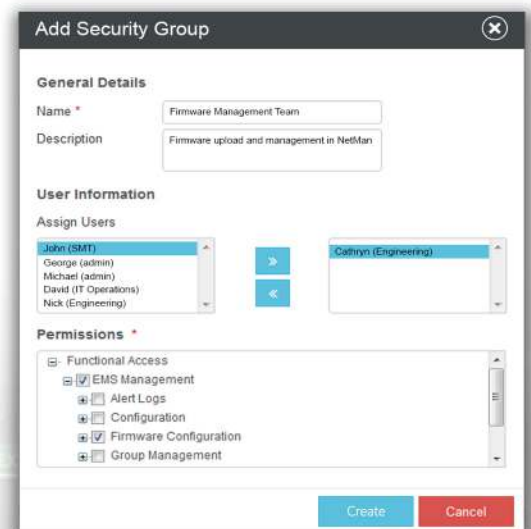 Add Security Group
General Details
Name *
Firmware Management Team
Description
Firmware upload and management in NetMan
User Information
Assign Users
John (SMT)
George (admin)
Michael (admin)
David (IT Operations)
Nick (Engineering)
»
«
Cathryn (Engineering)
Permissions *
Functional Access
EMS Management
Alert Logs
Configuration
Firmware Configuration
Group Management
Create
Cancel